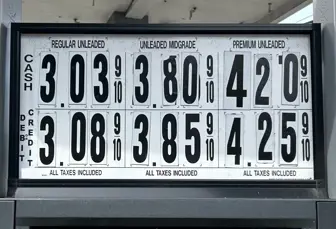 REGULAR UNLEADED UNLEADED MIDGRADE PREMIUM UNLEADED
CASH 3.03 9/10 3.80 9/10 4.20 9/10
DEBIT CREDIT 3.08 9/10 3.85 9/10 4.25 9/10
ALL TAXES INCLUDED ALL TAXES INCLUDED ALL TAXES INCLUDED